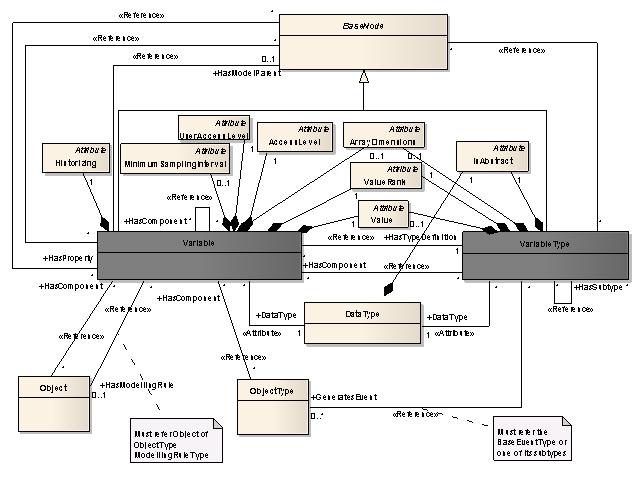 «Reference»
*
BaseNode
«Reference»
*
«Reference»
*
«Reference»
0..1
+HasModelParent
Attribute
UserAccessLevel
Attribute
AccessLevel
Attribute
ArrayDimensions
Attribute
Historizing
Attribute
MinimumSamplingInterval
Attribute
IsAbstract
1
0..1
1
1
0..1
0..1
1
1
Attribute
ValueRank
1
1
«Reference»
+HasComponent
*
Attribute
Value
1
0..1
Variable
«Reference»
+HasTypeDefinition
1
VariableType
+HasProperty
*
+HasComponent
+HasComponent
*
+HasComponent
*
«Reference»
*
+HasSubtype
«Reference»
+DataType
1
«Attribute»
DataType
+DataType
1
«Attribute»
«Reference»
«Reference»
«Reference»
Object
*
+HasModellingRule
0..1
ObjectType
*
+GeneratesEvent
0..*
«Reference»
Must refer Object of
ObjectType
ModellingRuleType
Must refer the
BaseEventType or
one of its subtypes